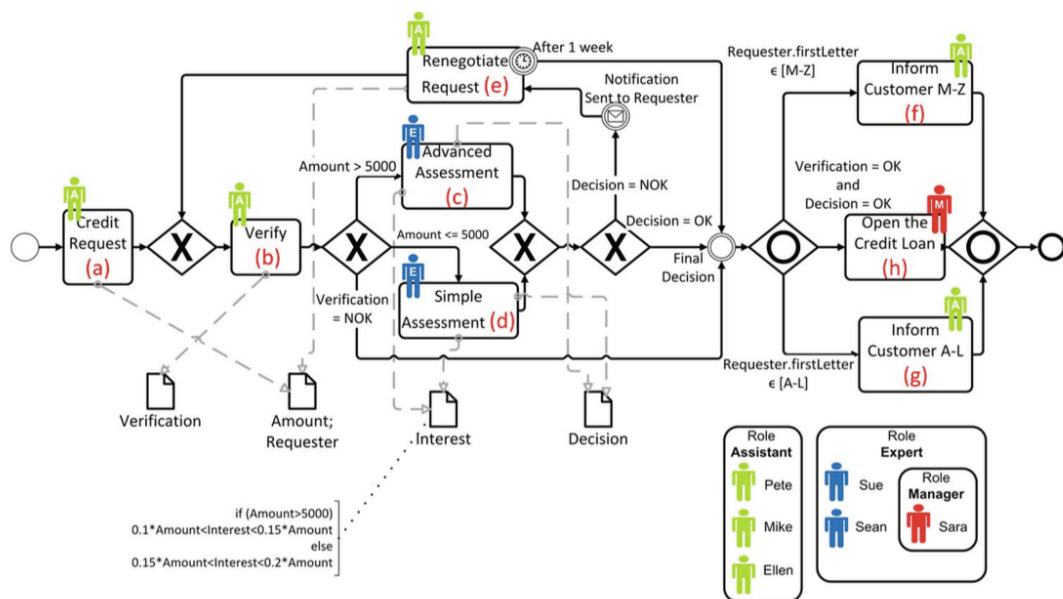 A
After 1 week
Renegotiate
Request (e)
Notification
Sent to Requester
Requester.firstLetter
ϵ [M-Z]
A
Inform
Customer M-Z
(f)
E
Amount > 5000
Advanced
Assessment
(c)
Decision = NOK
Verification = OK
and
Decision = OK
M
A
Credit
Request
(a)
X
A
Verify
(b)
X
Amount <= 5000
X
X
Decision = OK
Final
Decision
Open the
Credit Loan
(h)
E
Simple
Assessment (d)
Verification
= NOK
Requester.firstLetter
ϵ [A-L]
A
Inform
Customer A-L
(g)
Verification
Amount;
Requester
Interest
Decision
if (Amount>5000)
0.1*Amount<Interest<0.15*Amount
else
0.15*Amount<Interest<0.2*Amount
Role
Assistant
Pete
Mike
Ellen
Role
Expert
Sue
Sean
Role
Manager
Sara